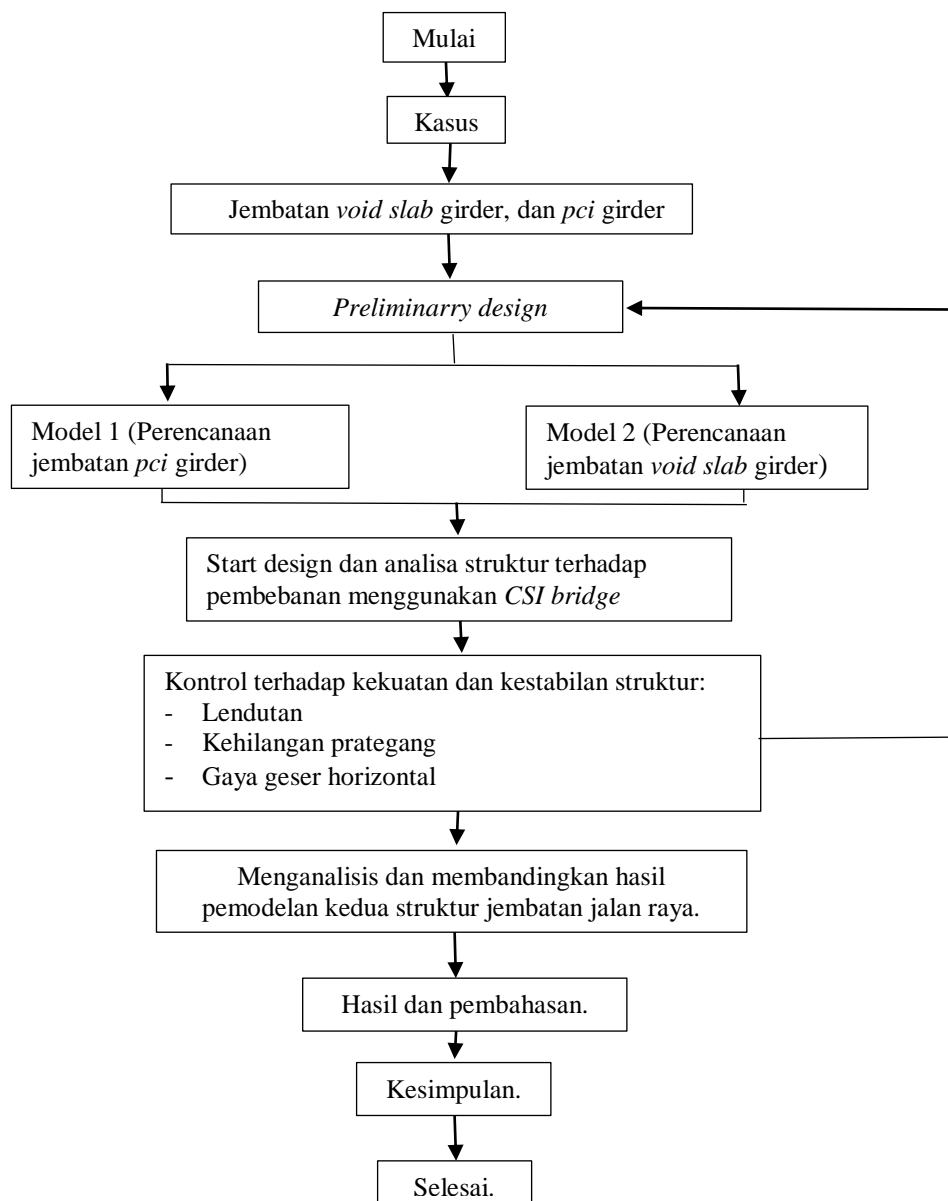 Mulai
Kasus
Jembatan void slab girder, dan pci girder
Preliminarry design
Model 1 (Perencanaan
jembatan pci girder)
Model 2 (Perencanaan
jembatan void slab girder)
Start design dan analisa struktur terhadap
pembebanan menggunakan CSI bridge
Kontrol terhadap kekuatan dan kestabilan struktur:
- Lendutan
- Kehilangan prategang
- Gaya geser horizontal
Menganalisis dan membandingkan hasil
pemodelan kedua struktur jembatan jalan raya.
Hasil dan pembahasan.
Kesimpulan.
Selesai.